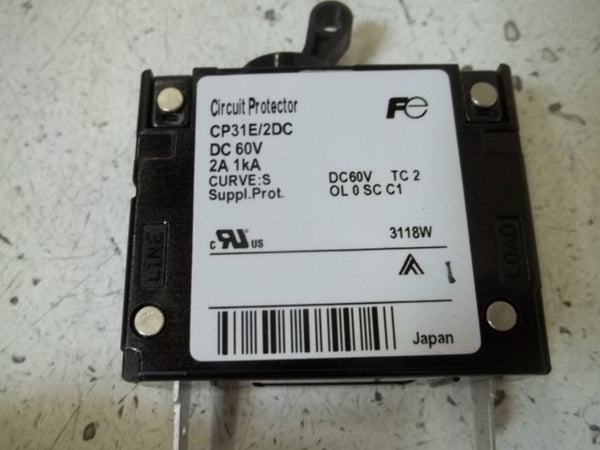 Circuit Protector
Fe
CP31E/2DC
DC 60V
2A 1kA
CURVE:S DC60V TC 2
Suppl.Prot. OL 0 SC C1
c RU US 3118W
LINE
LOAD
Japan